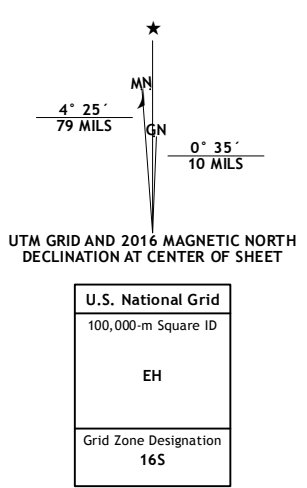 ★
MN
4° 25´
79 MILS
GN
0° 35´
10 MILS
UTM GRID AND 2016 MAGNETIC NORTH
DECLINATION AT CENTER OF SHEET
U.S. National Grid
100,000-m Square ID
EH
Grid Zone Designation
16S